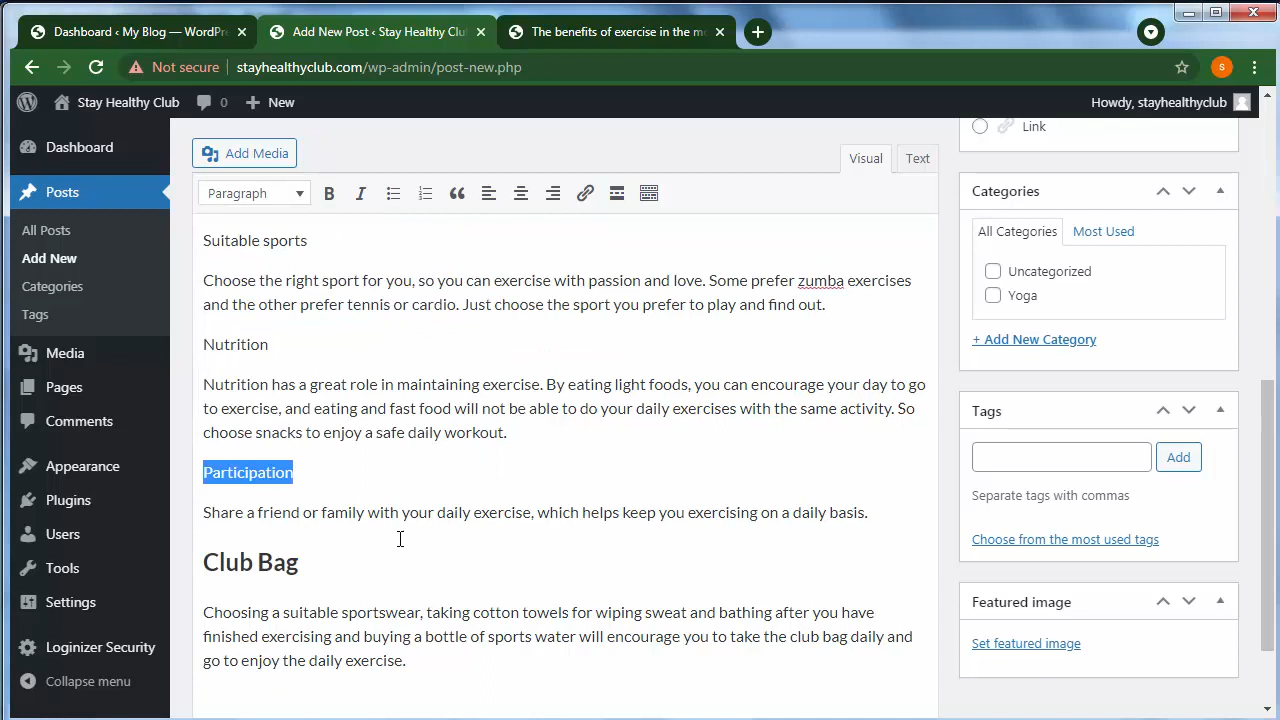 Dashboard ‹ My Blog — WordPr
Add New Post ‹ Stay Healthy Clu
The benefits of exercise in the m
Not secure
stayhealthyclub.com/wp-admin/post-new.php
S
Stay Healthy Club
0
New
Howdy, stayhealthyclub
Dashboard
Posts
All Posts
Add New
Categories
Tags
Media
Pages
Comments
Appearance
Plugins
Users
Tools
Settings
Loginizer Security
Collapse menu
Add Media
Visual
Text
Paragraph
B
I
Suitable sports
Choose the right sport for you, so you can exercise with passion and love. Some prefer zumba exercises
and the other prefer tennis or cardio. Just choose the sport you prefer to play and find out.
Nutrition
Nutrition has a great role in maintaining exercise. By eating light foods, you can encourage your day to go
to exercise, and eating and fast food will not be able to do your daily exercises with the same activity. So
choose snacks to enjoy a safe daily workout.
Participation
Share a friend or family with your daily exercise, which helps keep you exercising on a daily basis.
Club Bag
Choosing a suitable sportswear, taking cotton towels for wiping sweat and bathing after you have
finished exercising and buying a bottle of sports water will encourage you to take the club bag daily and
go to enjoy the daily exercise.
Link
Categories
All Categories
Most Used
Uncategorized
Yoga
+ Add New Category
Tags
Add
Separate tags with commas
Choose from the most used tags
Featured image
Set featured image